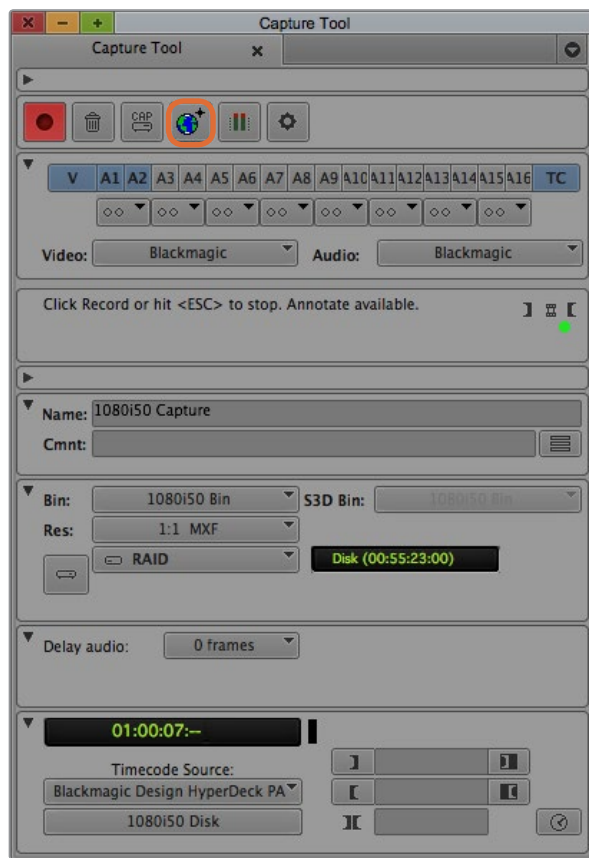 Capture Tool
Capture Tool
CAP
V A1 A2 A3 A4 A5 A6 A7 A8 A9 A10 A11 A12 A13 A14 A15 A16 TC
Video: Blackmagic Audio: Blackmagic
Click Record or hit <ESC> to stop. Annotate available.
Name: 1080i50 Capture
Cmnt:
Bin: 1080i50 Bin S3D Bin: 1080i50 Bin
Res: 1:1 MXF
RAID Disk (00:55:23:00)
Delay audio: 0 frames
01:00:07:--
Timecode Source:
Blackmagic Design HyperDeck PA
1080i50 Disk